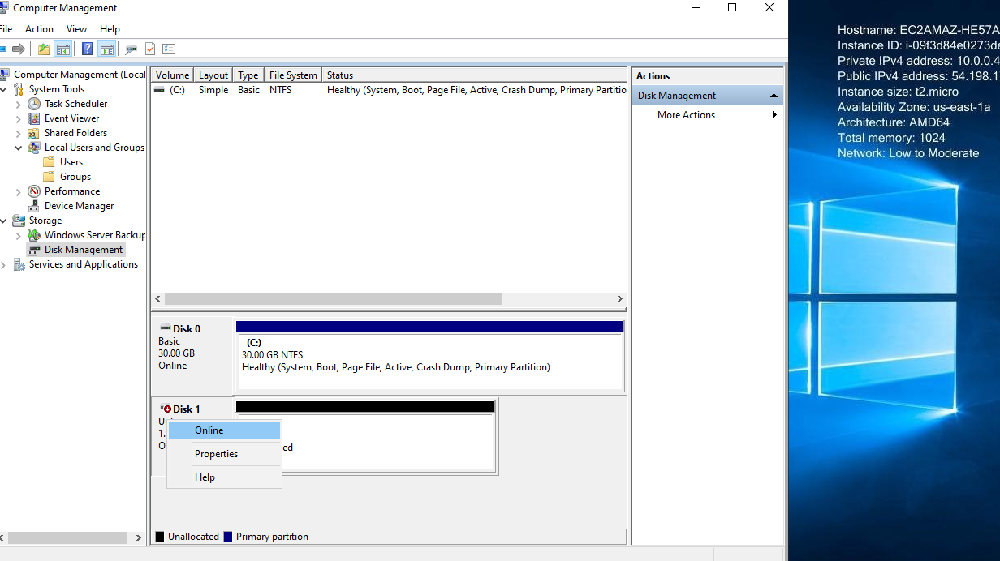 Computer Management
File Action View Help
Computer Management (Local
System Tools
Task Scheduler
Event Viewer
Shared Folders
Local Users and Groups
Users
Groups
Performance
Device Manager
Storage
Windows Server Backup
Disk Management
Services and Applications
Volume Layout Type File System Status
(C:) Simple Basic NTFS Healthy (System, Boot, Page File, Active, Crash Dump, Primary Partitio
Disk 0
Basic
30.00 GB
Online
(C:)
30.00 GB NTFS
Healthy (System, Boot, Page File, Active, Crash Dump, Primary Partition)
Disk 1
Online
Properties
Help
ed
Unallocated Primary partition
Actions
Disk Management
More Actions
Hostname: EC2AMAZ-HE57A
Instance ID: i-09f3d84e0273de
Private IPv4 address: 10.0.0.4
Public IPv4 address: 54.198.1
Instance size: t2.micro
Availability Zone: us-east-1a
Architecture: AMD64
Total memory: 1024
Network: Low to Moderate